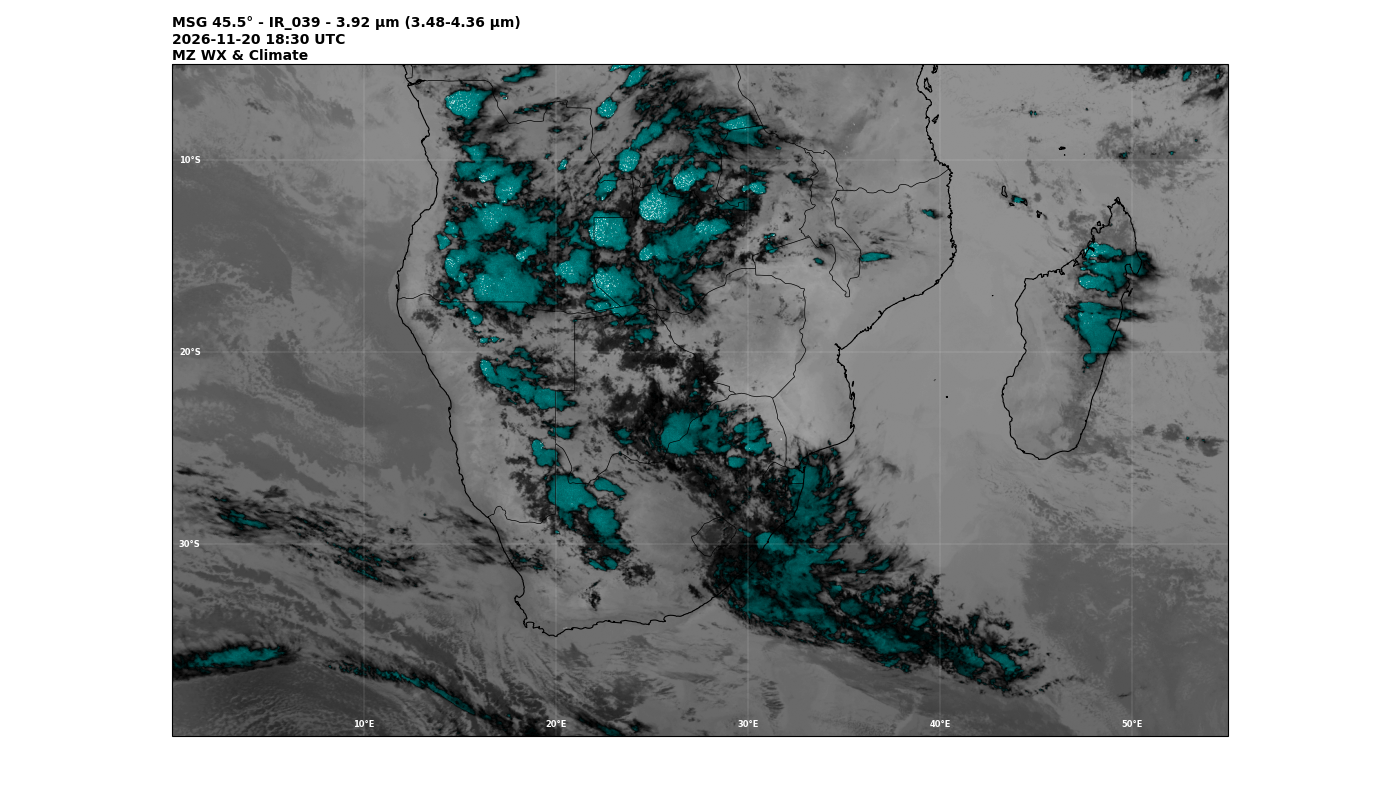 MSG 45.5° - IR_039 - 3.92 μm (3.48-4.36 μm)
2026-11-20 18:30 UTC
MZ WX & Climate
10°S
20°S
30°S
10°E
20°E
30°E
40°E
50°E